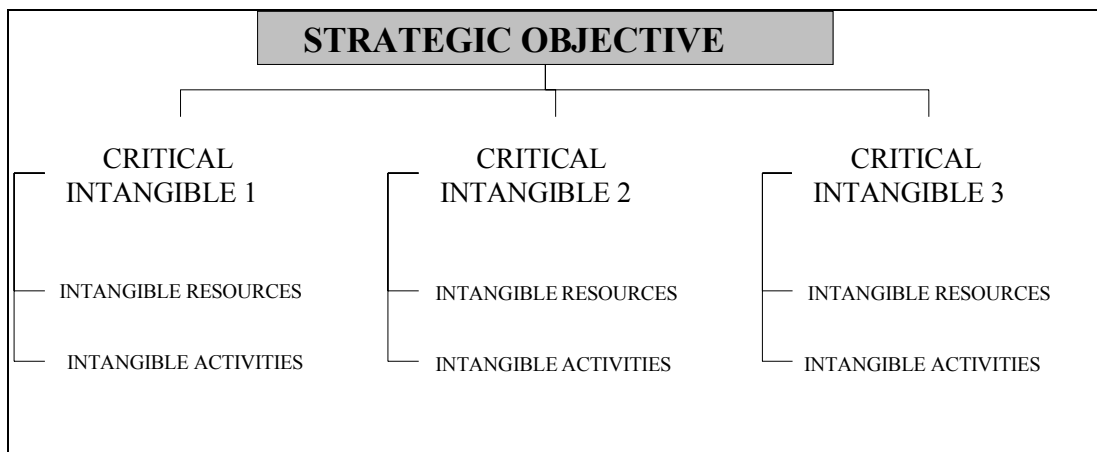 STRATEGIC OBJECTIVE
CRITICAL
INTANGIBLE 1
INTANGIBLE RESOURCES
INTANGIBLE ACTIVITIES
CRITICAL
INTANGIBLE 2
INTANGIBLE RESOURCES
INTANGIBLE ACTIVITIES
CRITICAL
INTANGIBLE 3
INTANGIBLE RESOURCES
INTANGIBLE ACTIVITIES